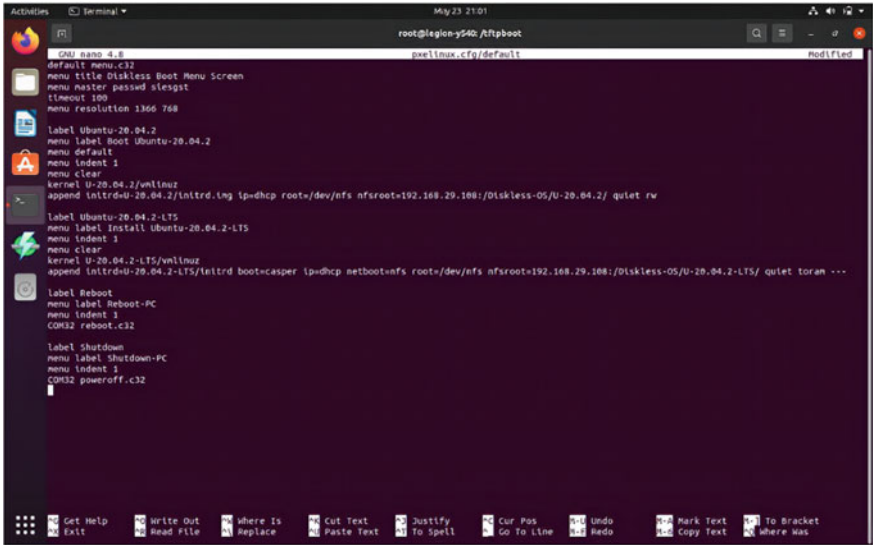 Activities Terminal May 23 21:01
root@legion-y540: /tftpboot
GNU nano 4.8 pxelinux.cfg/default Modified
default menu.c32
menu title Diskless Boot Menu Screen
menu master passwd siesgst
timeout 100
menu resolution 1366 768
label Ubuntu-20.04.2
menu label Boot Ubuntu-20.04.2
menu default
menu indent 1
menu clear
kernel U-20.04.2/vmlinuz
append initrd=U-20.04.2/initrd.img ip=dhcp root=/dev/nfs nfsroot=192.168.29.108:/Diskless-OS/U-20.04.2/ quiet rw
label Ubuntu-20.04.2-LTS
menu label Install Ubuntu-20.04.2-LTS
menu indent 1
menu clear
kernel U-20.04.2-LTS/vmlinuz
append initrd=U-20.04.2-LTS/initrd boot=casper ip=dhcp netboot=nfs root=/dev/nfs nfsroot=192.168.29.108:/Diskless-OS/U-20.04.2-LTS/ quiet toram ---
label Reboot
menu label Reboot-PC
menu indent 1
COM32 reboot.c32
label Shutdown
menu label Shutdown-PC
menu indent 1
COM32 poweroff.c32
^G Get Help ^O Write Out ^W Where Is ^K Cut Text ^J Justify ^C Cur Pos M-U Undo M-A Mark Text M-] To Bracket
^X Exit ^R Read File ^\ Replace ^U Paste Text ^T To Spell ^_ Go To Line M-E Redo M-6 Copy Text ^Q Where Was